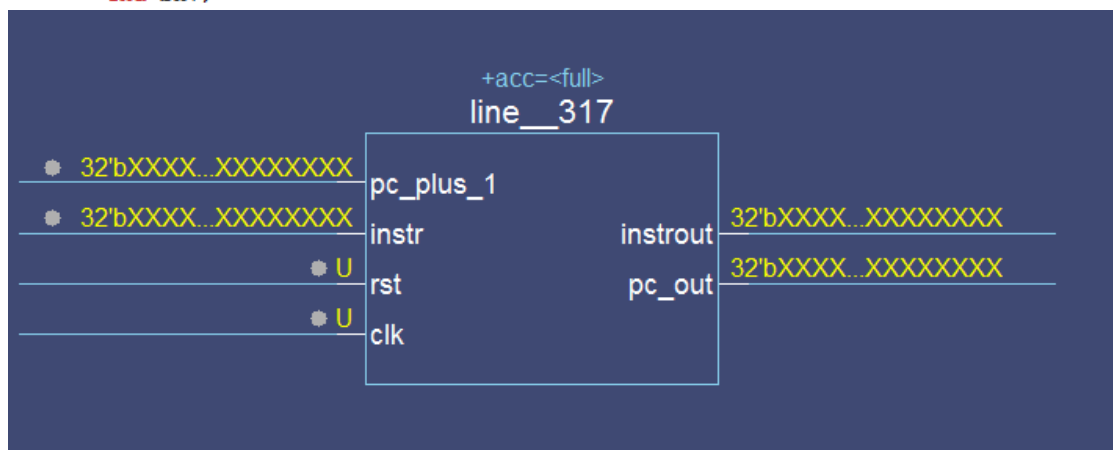 +acc=<full>
line__317
32'bXXXX...XXXXXXXX
pc_plus_1
32'bXXXX...XXXXXXXX
instr
instrout
32'bXXXX...XXXXXXXX
U
rst
pc_out
32'bXXXX...XXXXXXXX
U
clk